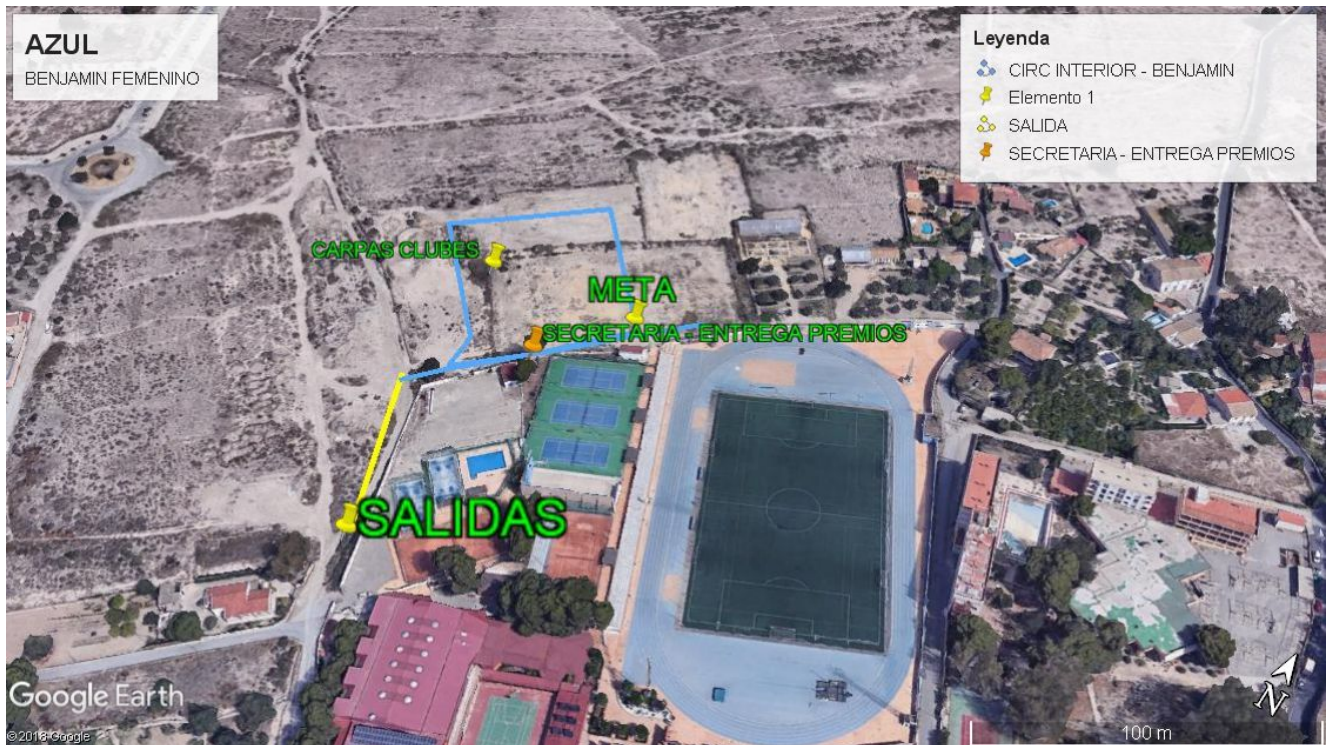 AZUL
BENJAMIN FEMENINO
Leyenda
CIRC INTERIOR - BENJAMIN
Elemento 1
SALIDA
SECRETARIA - ENTREGA PREMIOS
CARPAS CLUBES
META
SECRETARIA - ENTREGA PREMIOS
SALIDAS
Google Earth
© 2018 Google
N
100 m